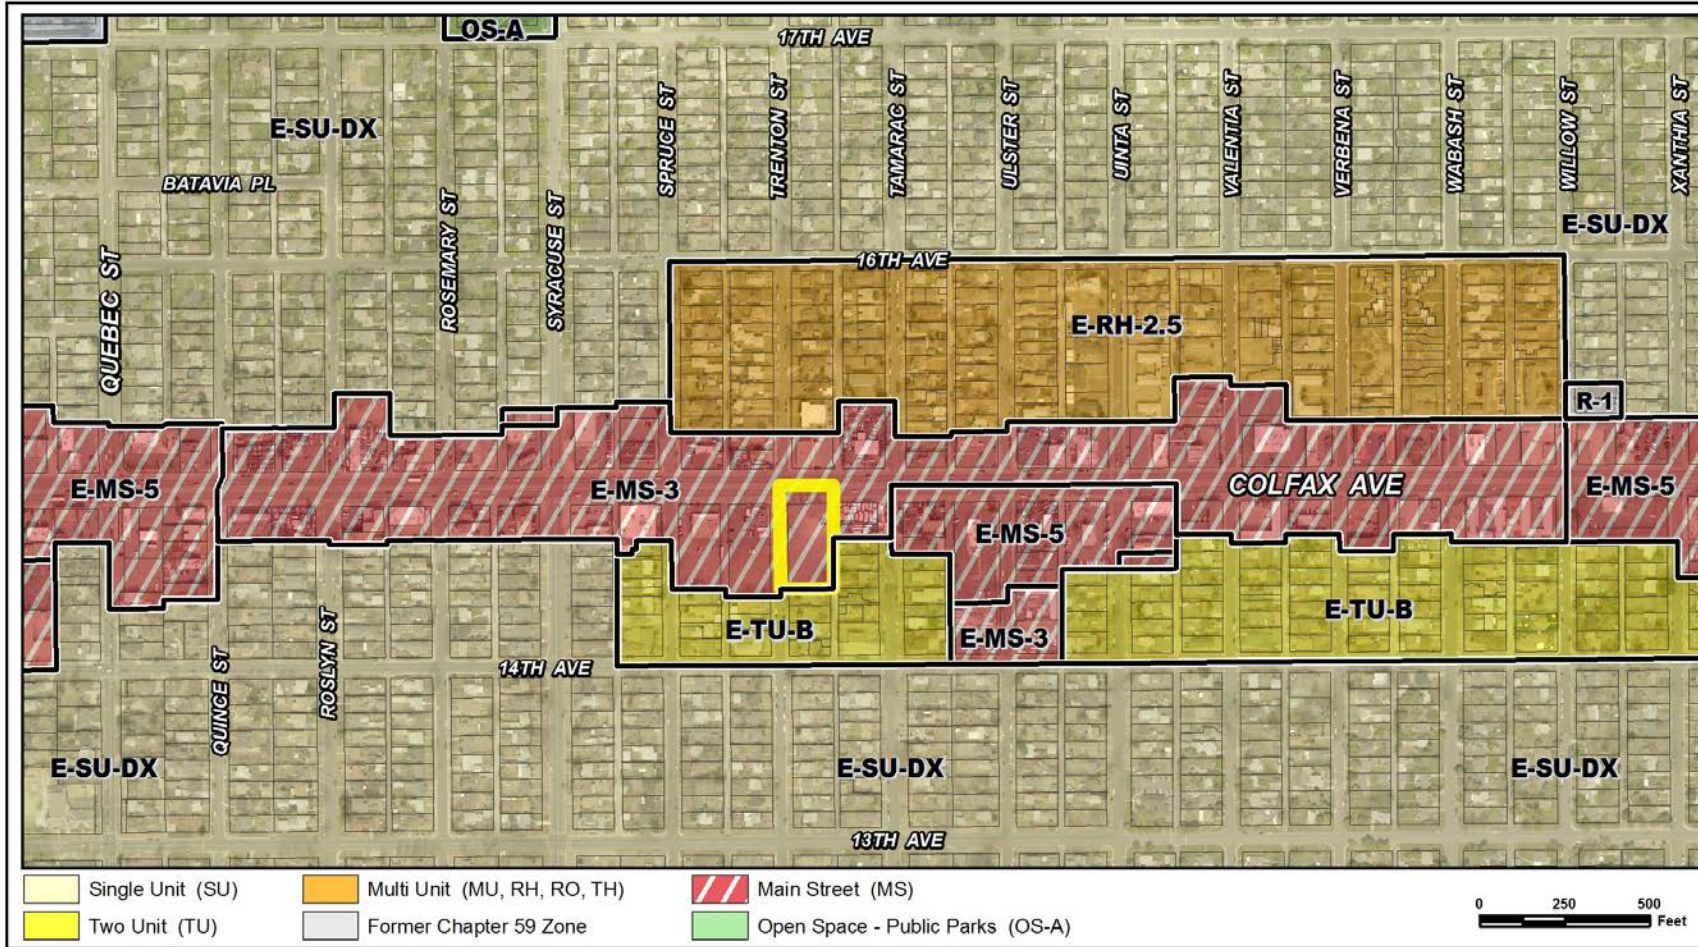 OS-A
17TH AVE
SPRUCE ST
TRENTON ST
TAMARAC ST
ULSTER ST
UINTA ST
VALENTIA ST
VERBENA ST
WABASH ST
WILLOW ST
XANTHIA ST
E-SU-DX
BATAVIA PL
ROSEMARY ST
SYRACUSE ST
E-SU-DX
QUEBEC ST
16TH AVE
E-RH-2.5
R-1
E-MS-5
E-MS-3
COLFAX AVE
E-MS-5
E-MS-5
E-TU-B
E-MS-3
E-TU-B
QUINCE ST
ROSLYN ST
14TH AVE
E-SU-DX
E-SU-DX
E-SU-DX
13TH AVE
Single Unit (SU)
Multi Unit (MU, RH, RO, TH)
Main Street (MS)
Two Unit (TU)
Former Chapter 59 Zone
Open Space - Public Parks (OS-A)
0 250 500
Feet